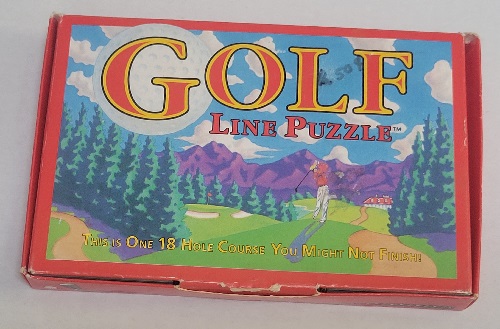 GOLF
LINE PUZZLE™
THIS IS ONE 18 HOLE COURSE YOU MIGHT NOT FINISH!